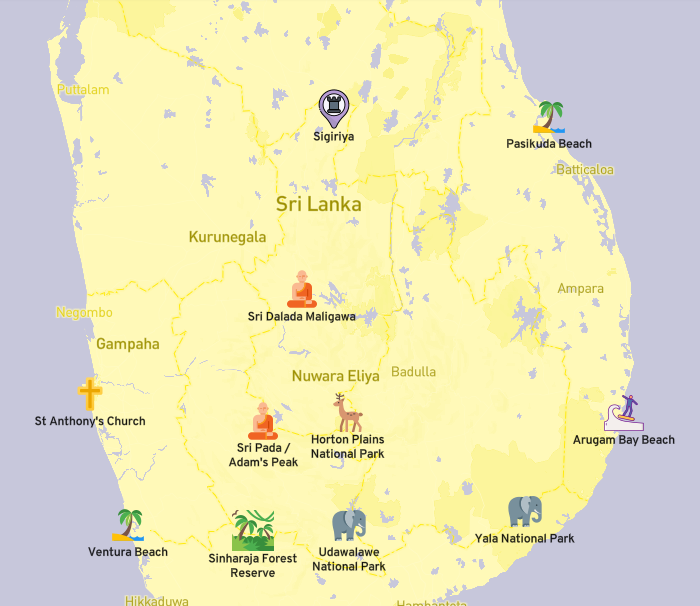 Puttalam
Sigiriya
Pasikuda Beach
Batticaloa
Sri Lanka
Kurunegala
Ampara
Negombo
Sri Dalada Maligawa
Gampaha
Nuwara Eliya
Badulla
St Anthony's Church
Sri Pada /
Adam's Peak
Horton Plains
National Park
Arugam Bay Beach
Ventura Beach
Sinharaja Forest
Reserve
Udawalawe
National Park
Yala National Park
Hikkaduwa
Hambantota